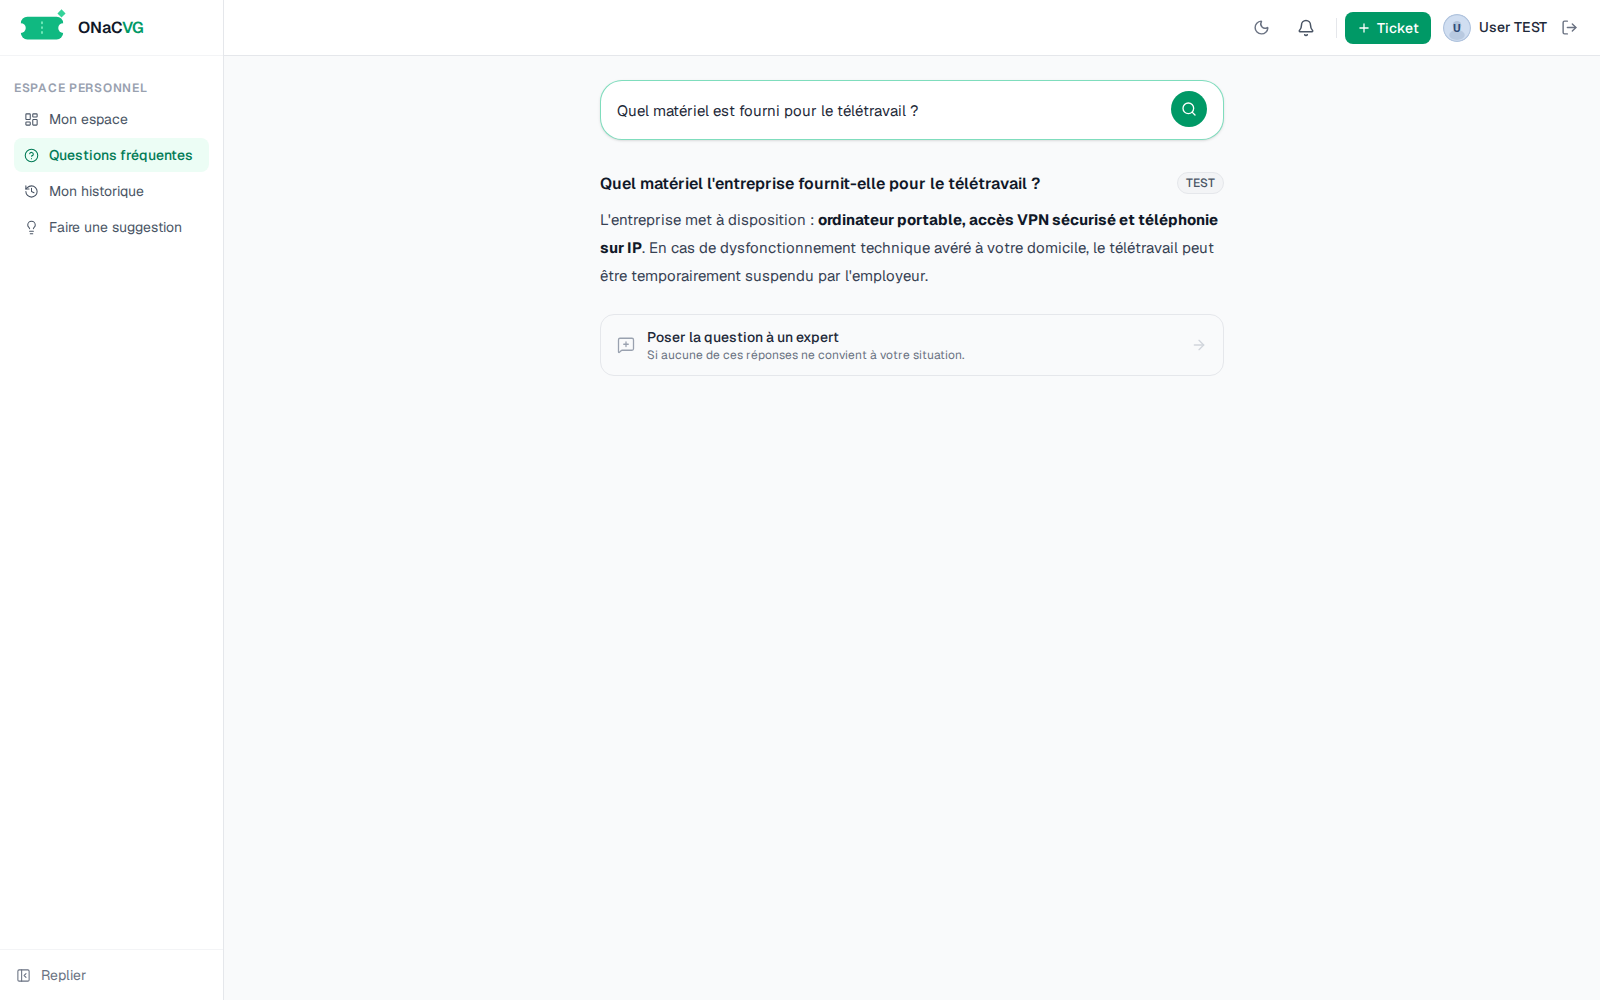 ONaCVG
Ticket
U
User TEST
ESPACE PERSONNEL
Mon espace
Questions fréquentes
Mon historique
Faire une suggestion
Quel matériel est fourni pour le télétravail ?
Quel matériel l'entreprise fournit-elle pour le télétravail ?
TEST
L'entreprise met à disposition : ordinateur portable, accès VPN sécurisé et téléphonie
sur IP. En cas de dysfonctionnement technique avéré à votre domicile, le télétravail peut
être temporairement suspendu par l'employeur.
Poser la question à un expert
Si aucune de ces réponses ne convient à votre situation.
Replier